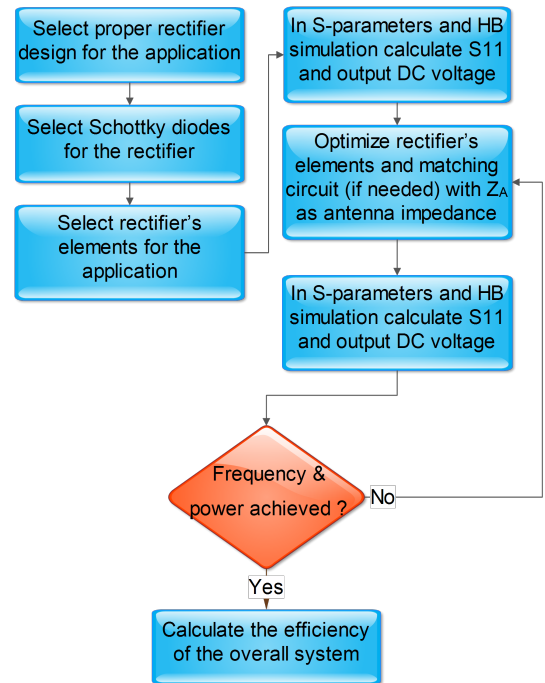 Select proper rectifier
design for the application
Select Schottky diodes
for the rectifier
Select rectifier's
elements for the
application
In S-parameters and HB
simulation calculate S11
and output DC voltage
Optimize rectifier's
elements and matching
circuit (if needed) with ZA
as antenna impedance
In S-parameters and HB
simulation calculate S11
and output DC voltage
Frequency &
power achieved ?
No
Yes
Calculate the efficiency
of the overall system